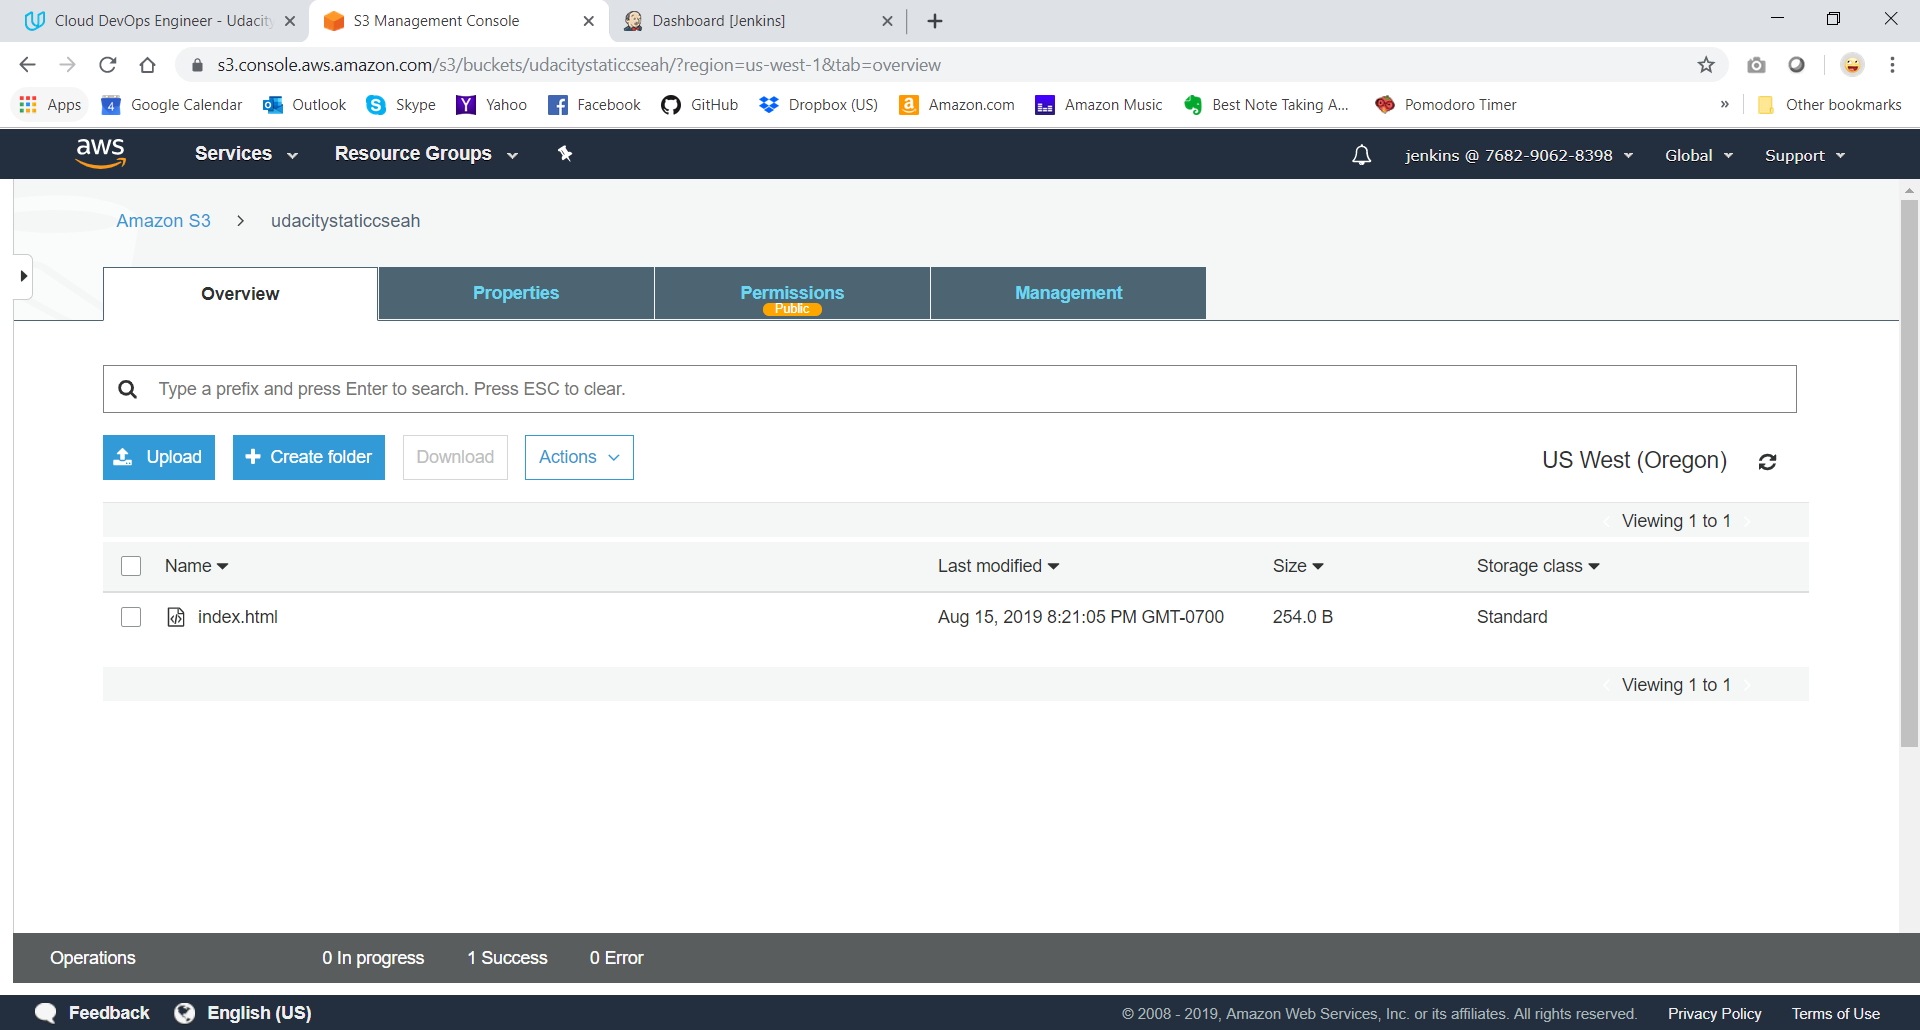 Cloud DevOps Engineer - Udacity
S3 Management Console
Dashboard [Jenkins]
s3.console.aws.amazon.com/s3/buckets/udacitystaticcseah/?region=us-west-1&tab=overview
Apps
4
Google Calendar
Outlook
Skype
Yahoo
Facebook
GitHub
Dropbox (US)
Amazon.com
Amazon Music
Best Note Taking A...
Pomodoro Timer
»
Other bookmarks
aws
Services
Resource Groups
jenkins @ 7682-9062-8398
Global
Support
Amazon S3 > udacitystaticcseah
Overview
Properties
Permissions
Public
Management
Type a prefix and press Enter to search. Press ESC to clear.
Upload
+ Create folder
Download
Actions
US West (Oregon)
Viewing 1 to 1
Name
Last modified
Size
Storage class
index.html
Aug 15, 2019 8:21:05 PM GMT-0700
254.0 B
Standard
Viewing 1 to 1
Operations
0 In progress
1 Success
0 Error
Feedback
English (US)
© 2008 - 2019, Amazon Web Services, Inc. or its affiliates. All rights reserved.
Privacy Policy
Terms of Use